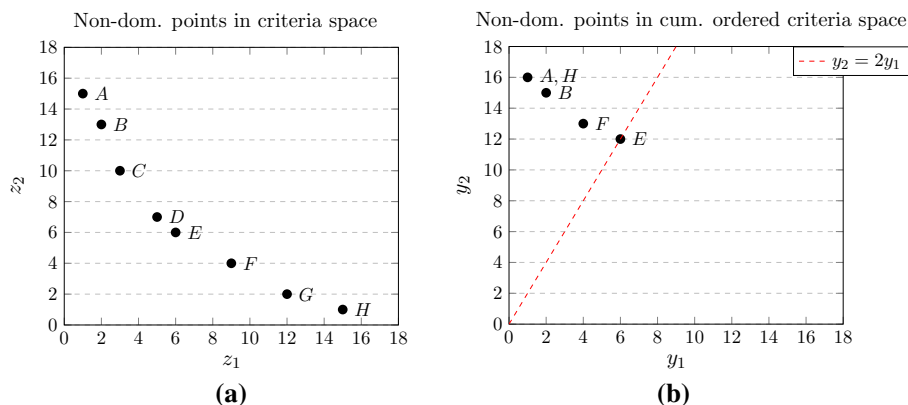 Non-dom. points in criteria space
18
16
14
12
10
8
6
4
2
0
z2
A
B
C
D
E
F
G
H
0 2 4 6 8 10 12 14 16 18
z1
(a)
Non-dom. points in cum. ordered criteria space
18
16
14
12
10
8
6
4
2
0
y2
y2 = 2y1
A, H
B
F
E
0 2 4 6 8 10 12 14 16 18
y1
(b)